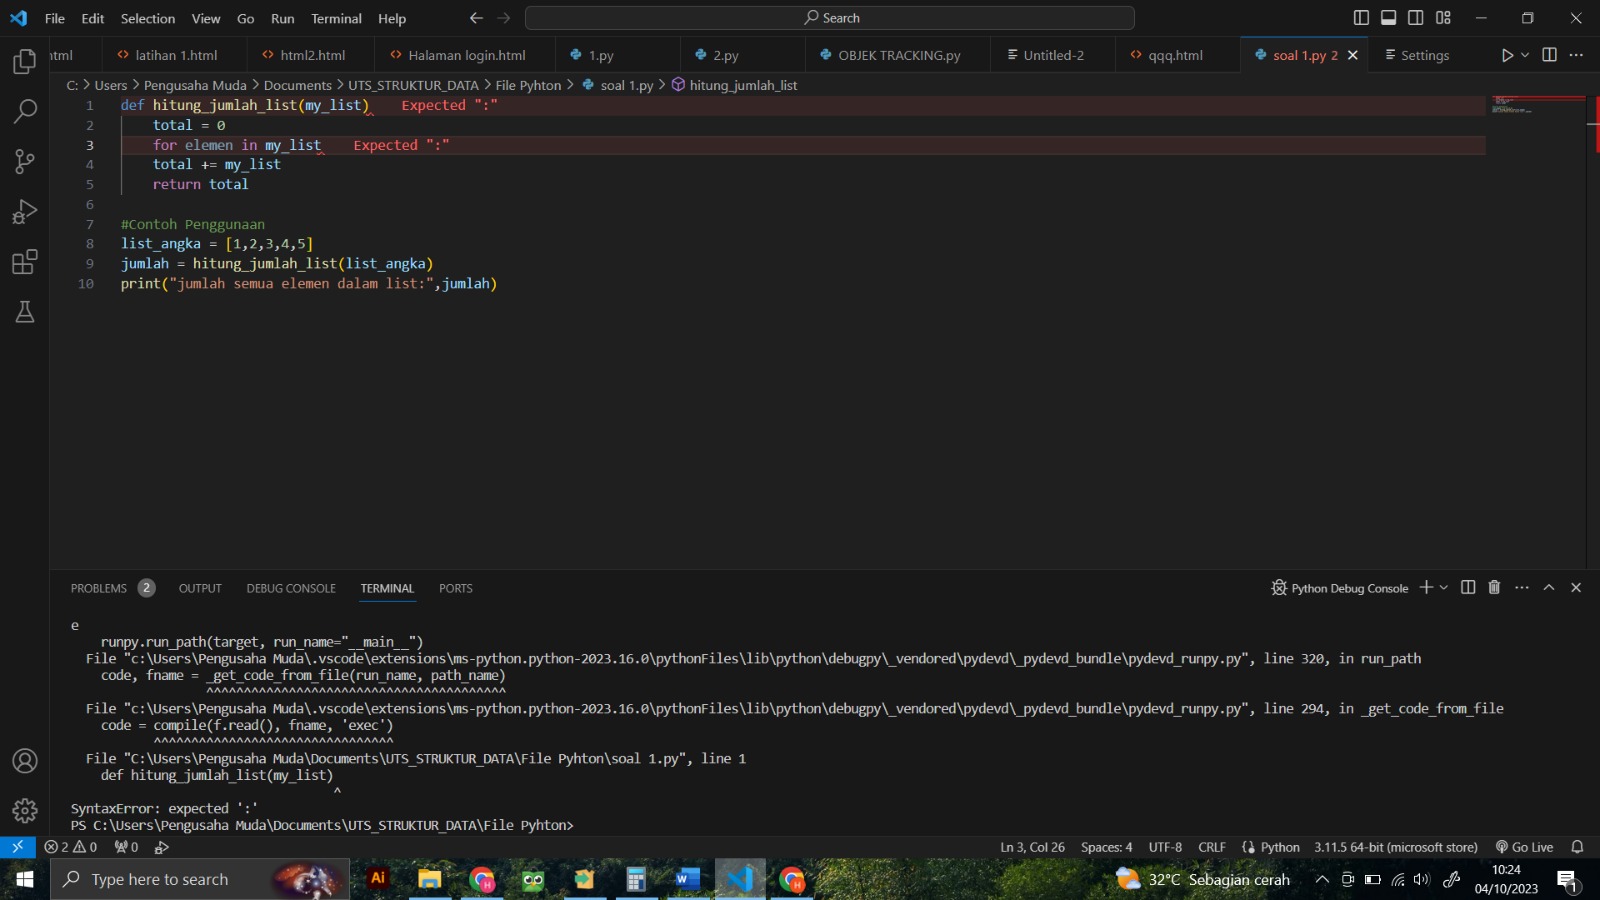 File Edit Selection View Go Run Terminal Help Search
html latihan 1.html html2.html Halaman login.html 1.py 2.py OBJEK TRACKING.py Untitled-2 qqq.html soal 1.py 2 Settings
C: > Users > Pengusaha Muda > Documents > UTS_STRUKTUR_DATA > File Pyhton > soal 1.py > hitung_jumlah_list
1 def hitung_jumlah_list(my_list) Expected ":"
2 total = 0
3 for elemen in my_list Expected ":"
4 total += my_list
5 return total
6
7 #Contoh Penggunaan
8 list_angka = [1,2,3,4,5]
9 jumlah = hitung_jumlah_list(list_angka)
10 print("jumlah semua elemen dalam list:",jumlah)
PROBLEMS 2 OUTPUT DEBUG CONSOLE TERMINAL PORTS Python Debug Console
e
runpy.run_path(target, run_name="__main__")
File "c:\Users\Pengusaha Muda\.vscode\extensions\ms-python.python-2023.16.0\pythonFiles\lib\python\debugpy\_vendored\pydevd\_pydevd_bundle\pydevd_runpy.py", line 320, in run_path
code, fname = _get_code_from_file(run_name, path_name)
^^^^^^^^^^^^^^^^^^^^^^^^^^^^^^^^^^^^^^^^
File "c:\Users\Pengusaha Muda\.vscode\extensions\ms-python.python-2023.16.0\pythonFiles\lib\python\debugpy\_vendored\pydevd\_pydevd_bundle\pydevd_runpy.py", line 294, in _get_code_from_file
code = compile(f.read(), fname, 'exec')
^^^^^^^^^^^^^^^^^^^^^^^^^^^^^^^^
File "C:\Users\Pengusaha Muda\Documents\UTS_STRUKTUR_DATA\File Pyhton\soal 1.py", line 1
def hitung_jumlah_list(my_list)
^
SyntaxError: expected ':'
PS C:\Users\Pengusaha Muda\Documents\UTS_STRUKTUR_DATA\File Pyhton>
2 0 0 Ln 3, Col 26 Spaces: 4 UTF-8 CRLF Python 3.11.5 64-bit (microsoft store) Go Live
Type here to search Ai 32°C Sebagian cerah 10:24
04/10/2023 1